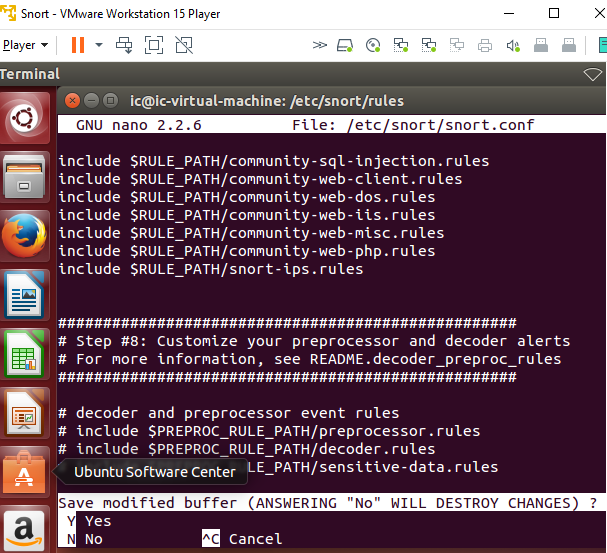 Snort - VMware Workstation 15 Player
Player
Terminal
ic@ic-virtual-machine: /etc/snort/rules
GNU nano 2.2.6 File: /etc/snort/snort.conf
include $RULE_PATH/community-sql-injection.rules
include $RULE_PATH/community-web-client.rules
include $RULE_PATH/community-web-dos.rules
include $RULE_PATH/community-web-iis.rules
include $RULE_PATH/community-web-misc.rules
include $RULE_PATH/community-web-php.rules
include $RULE_PATH/snort-ips.rules
###################################################
# Step #8: Customize your preprocessor and decoder alerts
# For more information, see README.decoder_preproc_rules
###################################################
# decoder and preprocessor event rules
# include $PREPROC_RULE_PATH/preprocessor.rules
# include $PREPROC_RULE_PATH/decoder.rules
# _RULE_PATH/sensitive-data.rules
Ubuntu Software Center
Save modified buffer (ANSWERING "No" WILL DESTROY CHANGES) ?
Y Yes
N No ^C Cancel